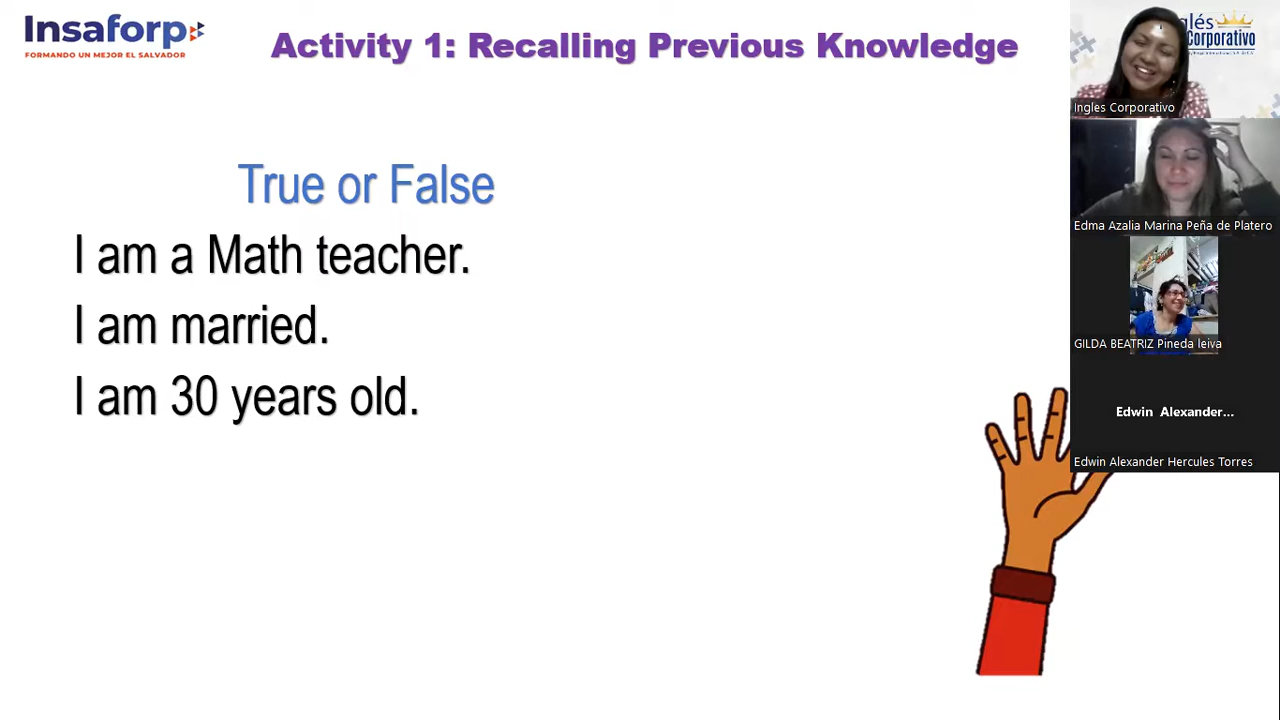 Insaforp
FORMANDO UN MEJOR EL SALVADOR
Activity 1: Recalling Previous Knowledge
True or False
I am a Math teacher.
I am married.
I am 30 years old.
glés
Corporativo
Ingles Corporativo
Edma Azalia Marina Peña de Platero
GILDA BEATRIZ Pineda leiva
Edwin Alexander...
Edwin Alexander Hercules Torres